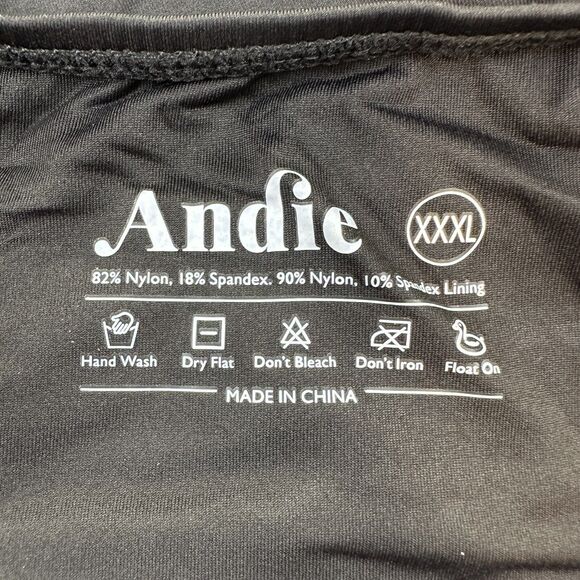 Andie XXXL
82% Nylon, 18% Spandex. 90% Nylon, 10% Spandex Lining
Hand Wash Dry Flat Don't Bleach Don't Iron Float On
MADE IN CHINA